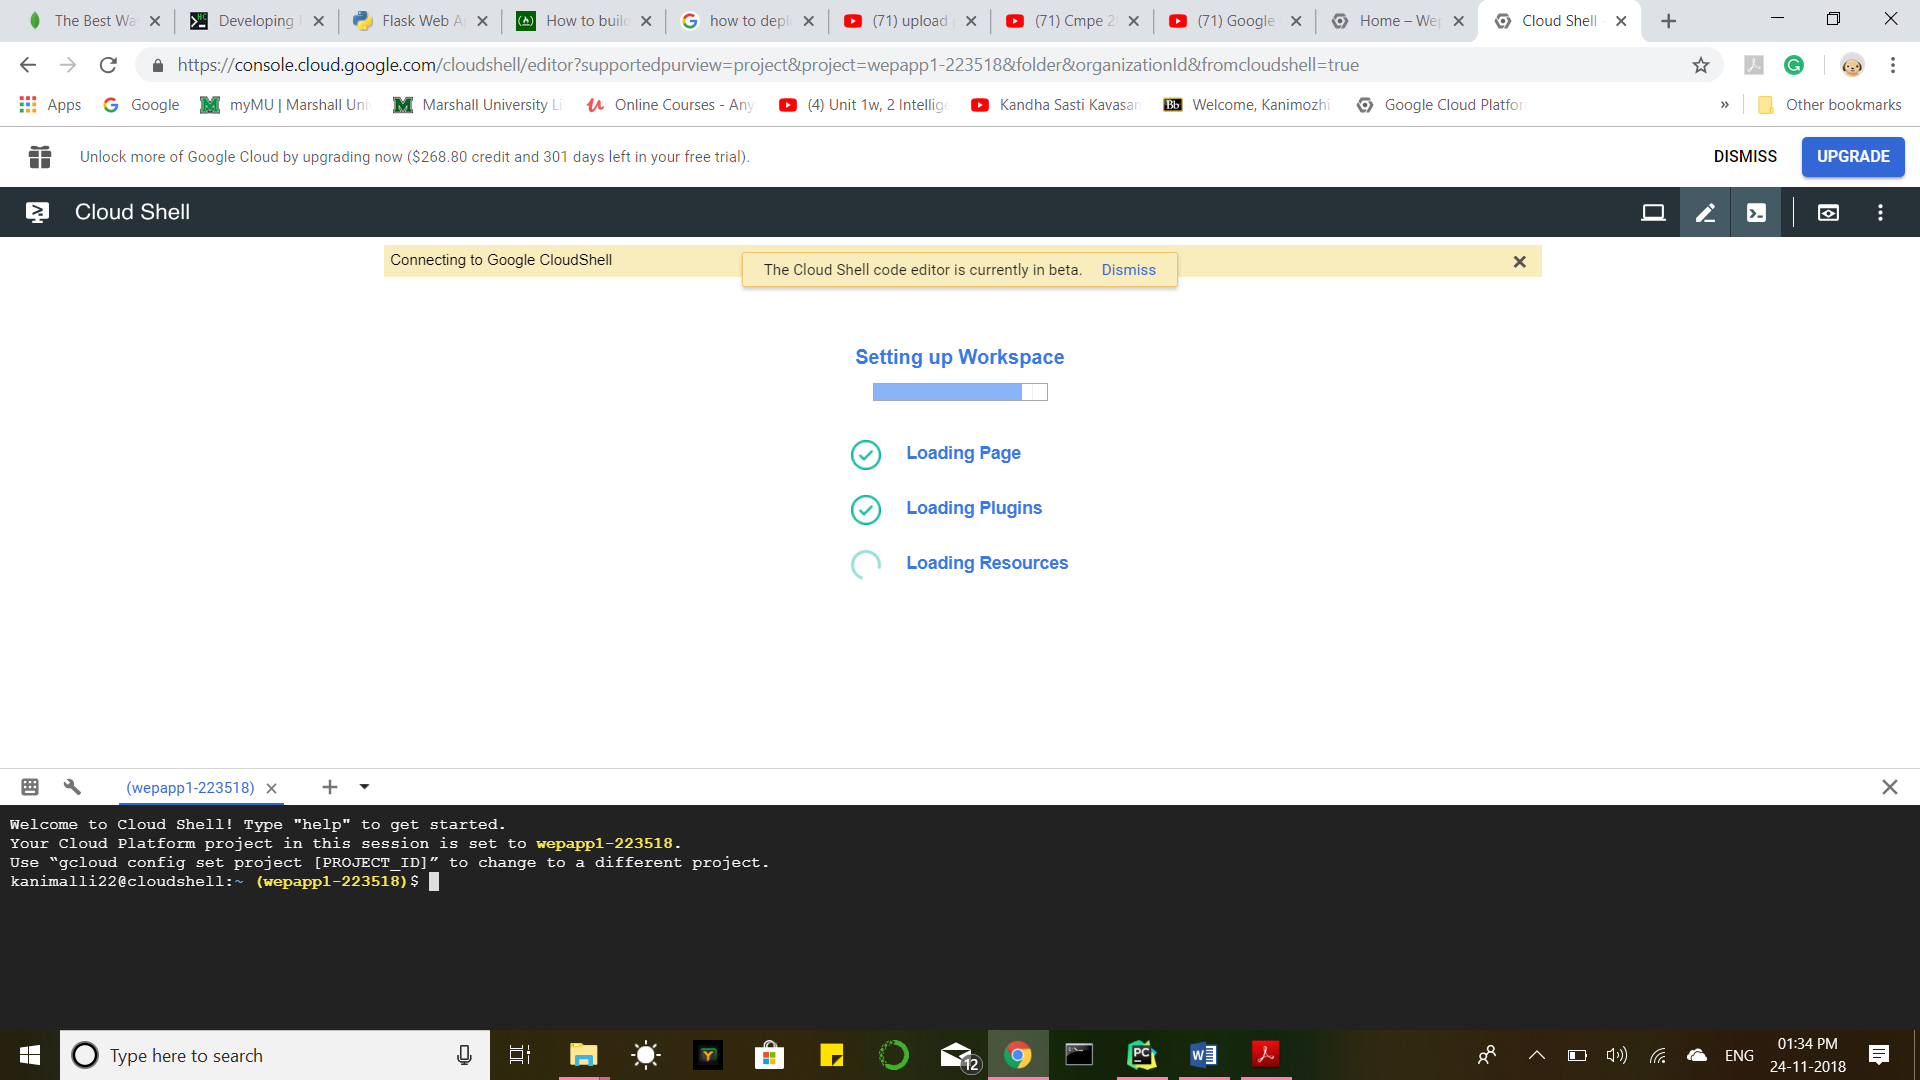 The Best Wa
Developing
Flask Web A
How to build
how to depl
(71) upload
(71) Cmpe 2
(71) Google
Home – Wep
Cloud Shell
https://console.cloud.google.com/cloudshell/editor?supportedpurview=project&project=wepapp1-223518&folder&organizationId&fromcloudshell=true
Apps
Google
myMU | Marshall Uni
Marshall University Li
Online Courses - Any
(4) Unit 1w, 2 Intellige
Kandha Sasti Kavasam
Bb
Welcome, Kanimozhi
Google Cloud Platfor
»
Other bookmarks
Unlock more of Google Cloud by upgrading now ($268.80 credit and 301 days left in your free trial).
DISMISS
UPGRADE
Cloud Shell
Connecting to Google CloudShell
The Cloud Shell code editor is currently in beta. Dismiss
Setting up Workspace
Loading Page
Loading Plugins
Loading Resources
(wepapp1-223518)
Welcome to Cloud Shell! Type "help" to get started.
Your Cloud Platform project in this session is set to wepapp1-223518.
Use “gcloud config set project [PROJECT_ID]” to change to a different project.
kanimalli22@cloudshell:~ (wepapp1-223518)$
Type here to search
12
ENG
01:34 PM
24-11-2018